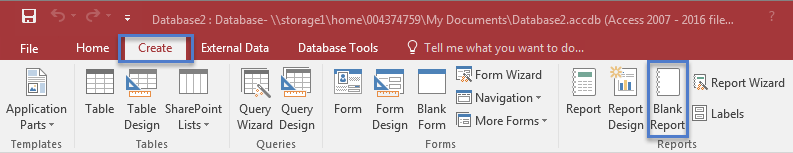 Database2 : Database- \\storage1\home\004374759\My Documents\Database2.accdb (Access 2007 - 2016 file... ?
File Home Create External Data Database Tools Tell me what you want to do...
Application Parts
Table
Table Design
SharePoint Lists
Query Wizard
Query Design
Form
Form Design
Blank Form
Form Wizard
Navigation
More Forms
Report
Report Design
Blank Report
Report Wizard
Labels
Templates Tables Queries Forms Reports